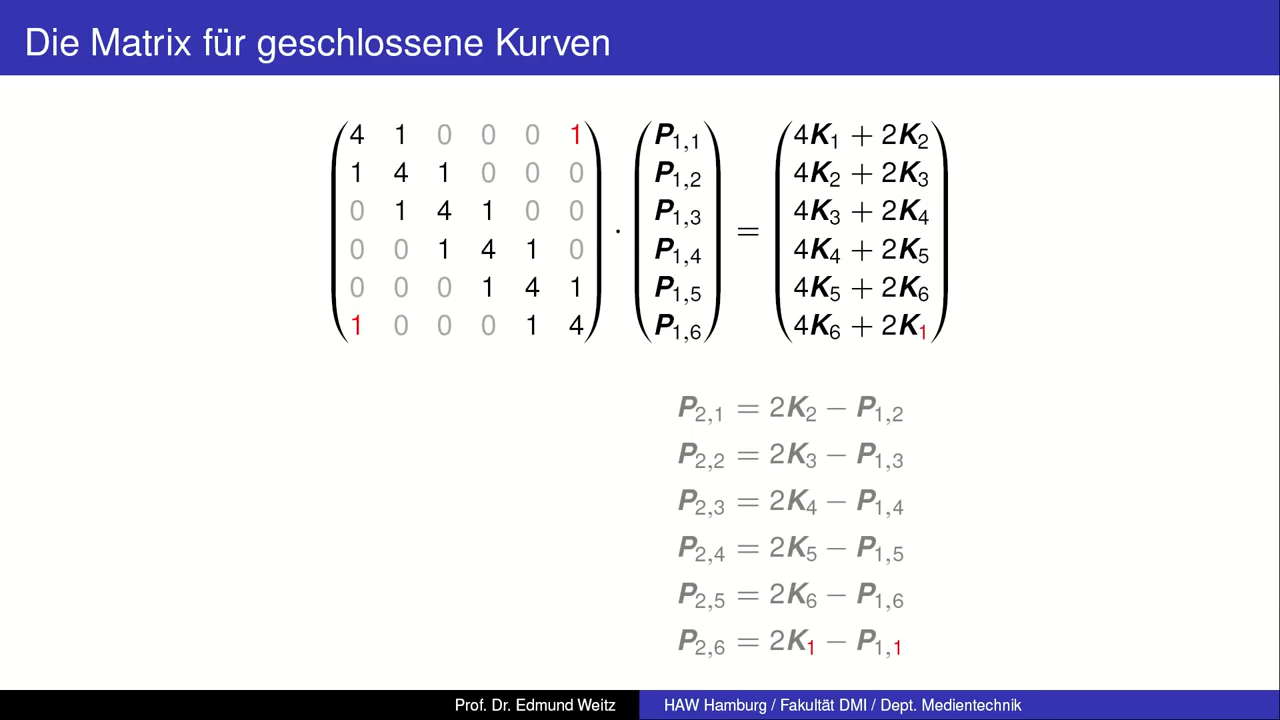 Die Matrix für geschlossene Kurven
4 1 0 0 0 1 P1,1 4K1 + 2K2
1 4 1 0 0 0 P1,2 4K2 + 2K3
0 1 4 1 0 0 P1,3 4K3 + 2K4
· =
0 0 1 4 1 0 P1,4 4K4 + 2K5
0 0 0 1 4 1 P1,5 4K5 + 2K6
1 0 0 0 1 4 P1,6 4K6 + 2K1
P2,1 = 2K2 − P1,2
P2,2 = 2K3 − P1,3
P2,3 = 2K4 − P1,4
P2,4 = 2K5 − P1,5
P2,5 = 2K6 − P1,6
P2,6 = 2K1 − P1,1
Prof. Dr. Edmund Weitz HAW Hamburg / Fakultät DMI / Dept. Medientechnik